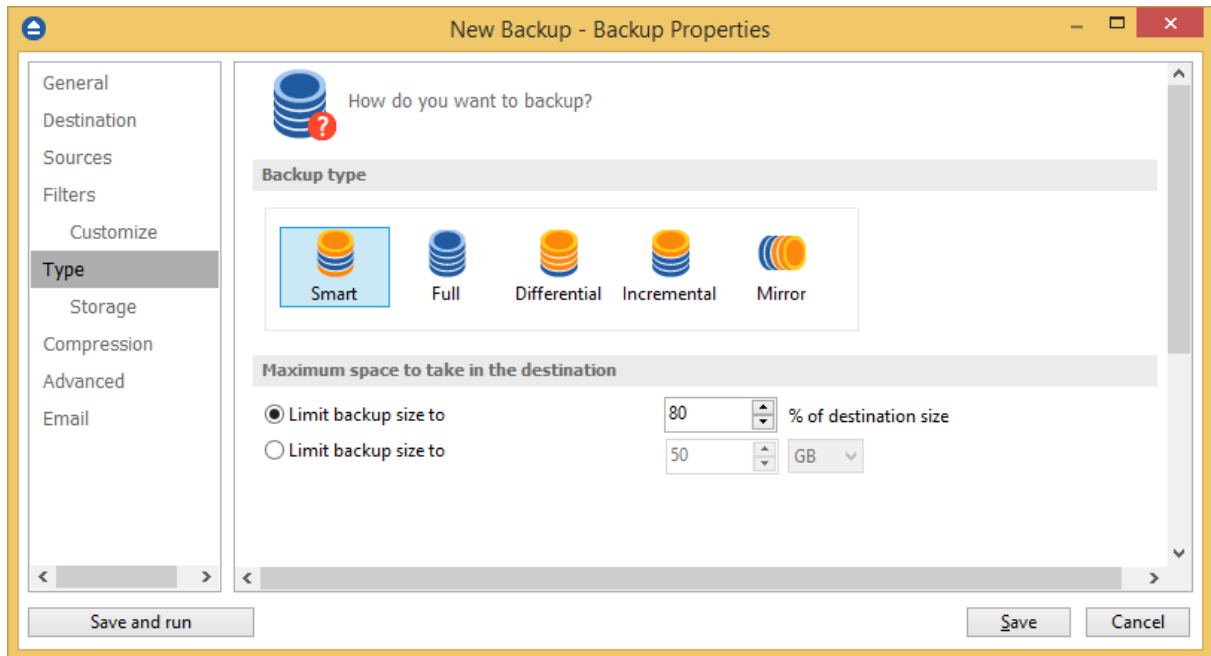 New Backup - Backup Properties
General
Destination
Sources
Filters
Customize
Type
Storage
Compression
Advanced
Email
How do you want to backup?
Backup type
Smart Full Differential Incremental Mirror
Maximum space to take in the destination
Limit backup size to 80 % of destination size
Limit backup size to 50 GB
Save and run Save Cancel